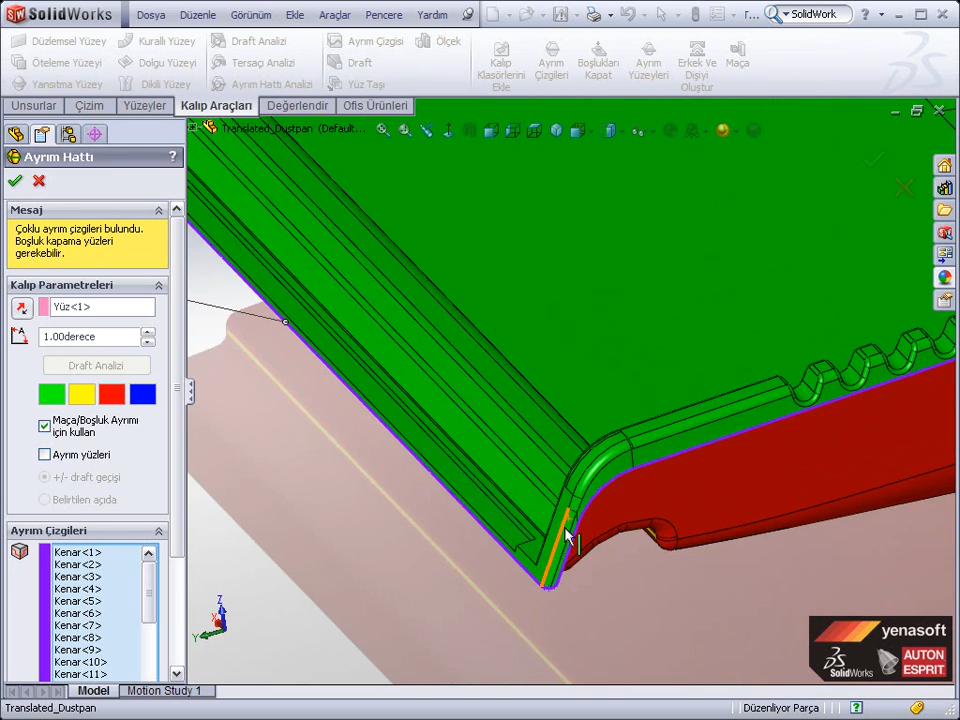 SolidWorks
Dosya Düzenle Görünüm Ekle Araçlar Pencere Yardım
r...
SolidWork
Düzlemsel Yüzey
Kurallı Yüzey
Draft Analizi
Ayrım Çizgisi
Ölçek
Öteleme Yüzeyi
Dolgu Yüzeyi
Tersaçı Analizi
Draft
Yansıtma Yüzey
Dikili Yüzey
Ayrım Hattı Analizi
Yüz Taşı
Kalıp Klasörlerini Ekle
Ayrım Çizgileri
Boşlukları Kapat
Ayrım Yüzeyleri
Erkek Ve Dişiyi Oluştur
Maça
Unsurlar Çizim Yüzeyler Kalıp Araçları Değerlendir Ofis Ürünleri
Translated_Dustpan (Default...
Ayrım Hattı
?
Mesaj
Çoklu ayrım çizgileri bulundu.
Boşluk kapama yüzleri
gerekebilir.
Kalıp Parametreleri
Yüz<1>
1.00derece
Draft Analizi
Maça/Boşluk Ayrımı
için kullan
Ayrım yüzleri
+/- draft geçişi
Belirtilen açıda
Ayrım Çizgileri
Kenar<1>
Kenar<2>
Kenar<3>
Kenar<4>
Kenar<5>
Kenar<6>
Kenar<7>
Kenar<8>
Kenar<9>
Kenar<10>
Kenar<11>
Z
X
Y
yenasoft
SolidWorks
AUTON
ESPRIT
Model Motion Study 1
Translated_Dustpan
Düzenliyor Parça